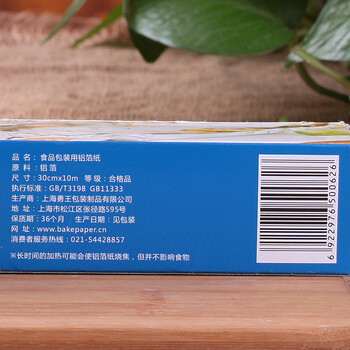 品 名：食品包装用铝箔纸
原 料：铝 箔
尺 寸：30cmx10m 等 级：合格品
执行标准：GB/T3198 GB11333
生产商：上海勇王包装制品有限公司
地 址：上海市松江区张径路595号
保质期：36个月 生产日期：见包装
网 址：www.bakepaper.com.cn
消费者服务热线：021-54428857
※长时间的加热可能会使铝箔纸烧焦，但并不影响食物
6922976500626